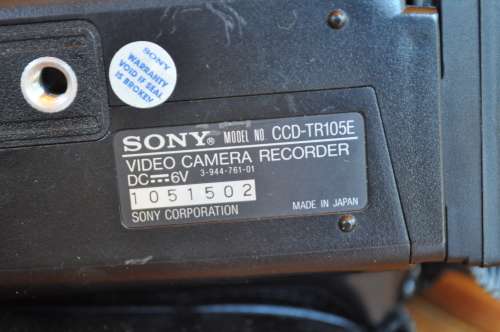 SONY
WARRANTY
VOID IF SEAL
IS BROKEN
SONY® MODEL NO CCD-TR105E
VIDEO CAMERA RECORDER
DC⎓6V 3-944-761-01
1051502
SONY CORPORATION MADE IN JAPAN